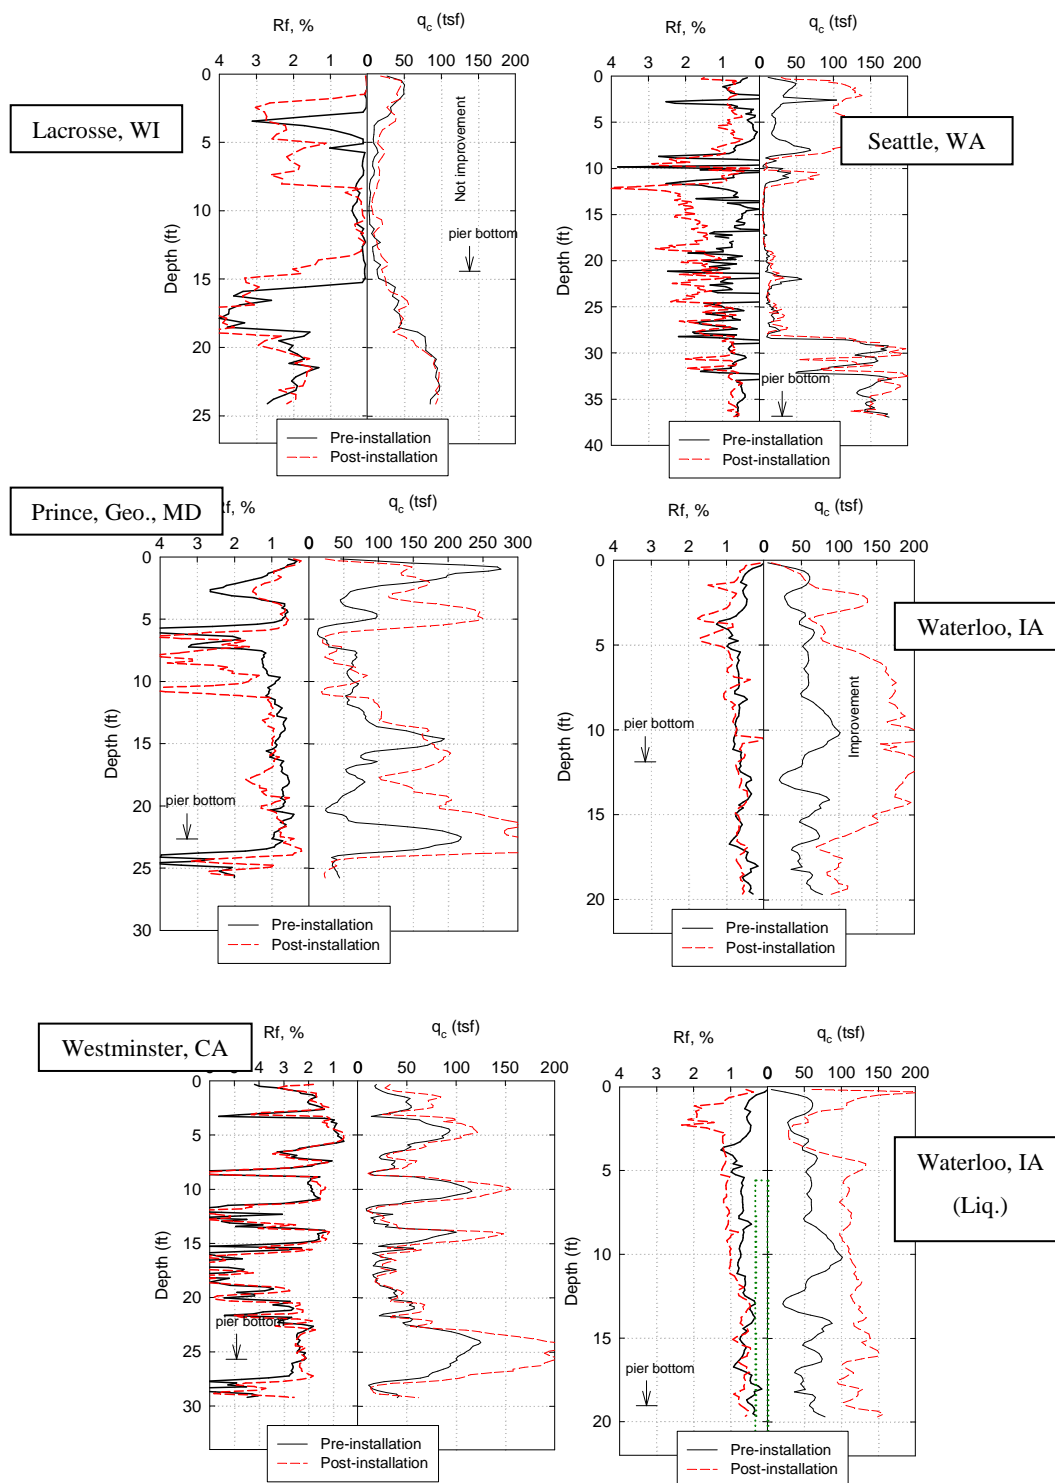 Rf, %
q_c (tsf)
4 3 2 1 0 0 50 100 150 200
Lacrosse, WI
Depth (ft)
0
5
10
15
20
25
Not improvement
pier bottom
Pre-installation
Post-installation
Rf, %
q_c (tsf)
4 3 2 1 0 0 50 100 150 200
Seattle, WA
Depth (ft)
0
5
10
15
20
25
30
35
40
pier bottom
Pre-installation
Post-installation
Prince, Geo., MD
Rf, %
q_c (tsf)
4 3 2 1 0 50 100 150 200 250 300
Depth (ft)
0
5
10
15
20
25
30
pier bottom
Pre-installation
Post-installation
Rf, %
q_c (tsf)
4 3 2 1 0 0 50 100 150 200
Waterloo, IA
Depth (ft)
0
5
10
15
20
pier bottom
Improvement
Pre-installation
Post-installation
Westminster, CA
Rf, %
q_c (tsf)
4 3 2 1 0 50 100 150 200
Depth (ft)
0
5
10
15
20
25
30
pier bottom
Pre-installation
Post-installation
Rf, %
q_c (tsf)
4 3 2 1 0 0 50 100 150 200
Waterloo, IA
(Liq.)
Depth (ft)
0
5
10
15
20
pier bottom
Pre-installation
Post-installation